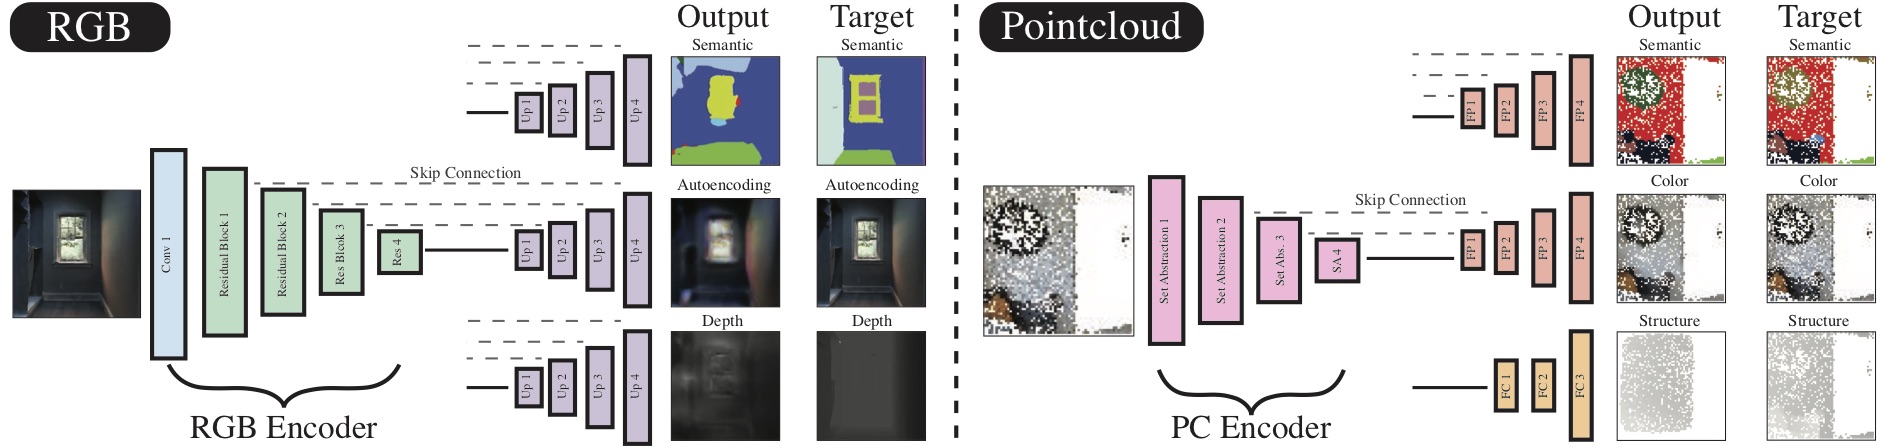 RGB
Output
Target
Semantic
Semantic
Up 1
Up 2
Up 3
Up 4
Skip Connection
Autoencoding
Autoencoding
Conv 1
Residual Block 1
Residual Block 2
Res Blcok 3
Res 4
Up 1
Up 2
Up 3
Up 4
Depth
Depth
Up 1
Up 2
Up 3
Up 4
RGB Encoder
Pointcloud
Output
Target
Semantic
Semantic
FP 1
FP 2
FP 3
FP 4
Skip Connection
Color
Color
Set Abstraction 1
Set Abstraction 2
Set Abs. 3
SA 4
FP 1
FP 2
FP 3
FP 4
Structure
Structure
FC 1
FC 2
FC 3
PC Encoder